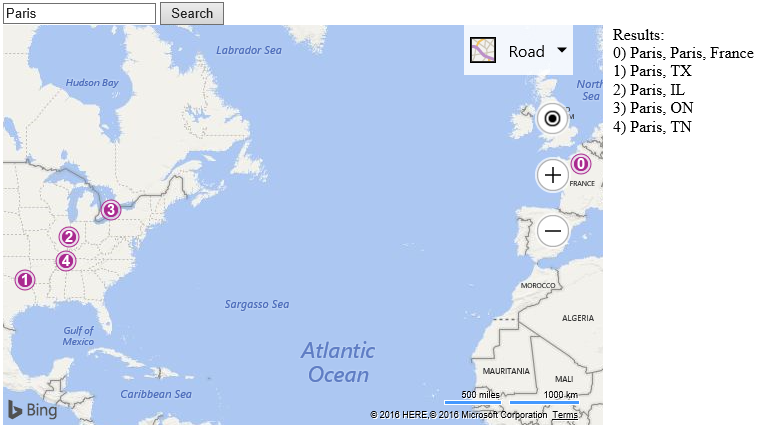 Paris
Search
Results:
0) Paris, Paris, France
1) Paris, TX
2) Paris, IL
3) Paris, ON
4) Paris, TN
Road
Labrador Sea
Hudson Bay
North
Sea
0
FRANCE
3
2
4
1
MOROCCO
Sargasso Sea
ALGERIA
Gulf of
Mexico
Atlantic
Ocean
MAURITANIA
MALI
Caribbean Sea
500 miles
1000 km
Bing
© 2016 HERE,© 2016 Microsoft Corporation Terms